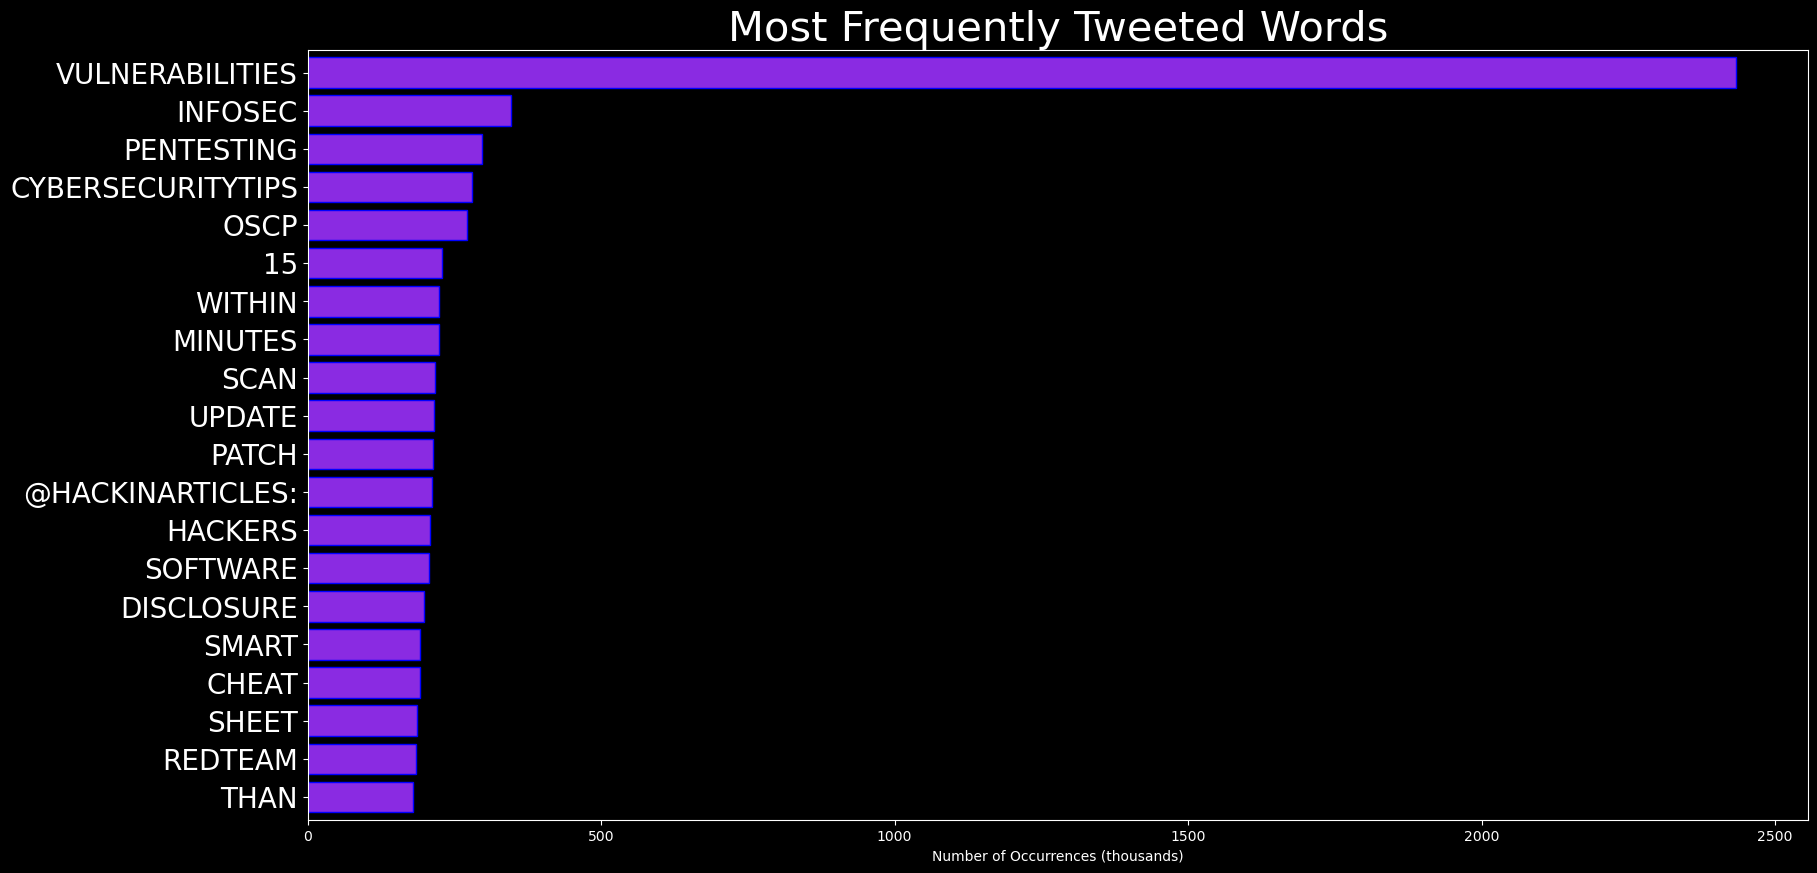 Most Frequently Tweeted Words
VULNERABILITIES
INFOSEC
PENTESTING
CYBERSECURITYTIPS
OSCP
15
WITHIN
MINUTES
SCAN
UPDATE
PATCH
@HACKINARTICLES:
HACKERS
SOFTWARE
DISCLOSURE
SMART
CHEAT
SHEET
REDTEAM
THAN
0 500 1000 1500 2000 2500
Number of Occurrences (thousands)